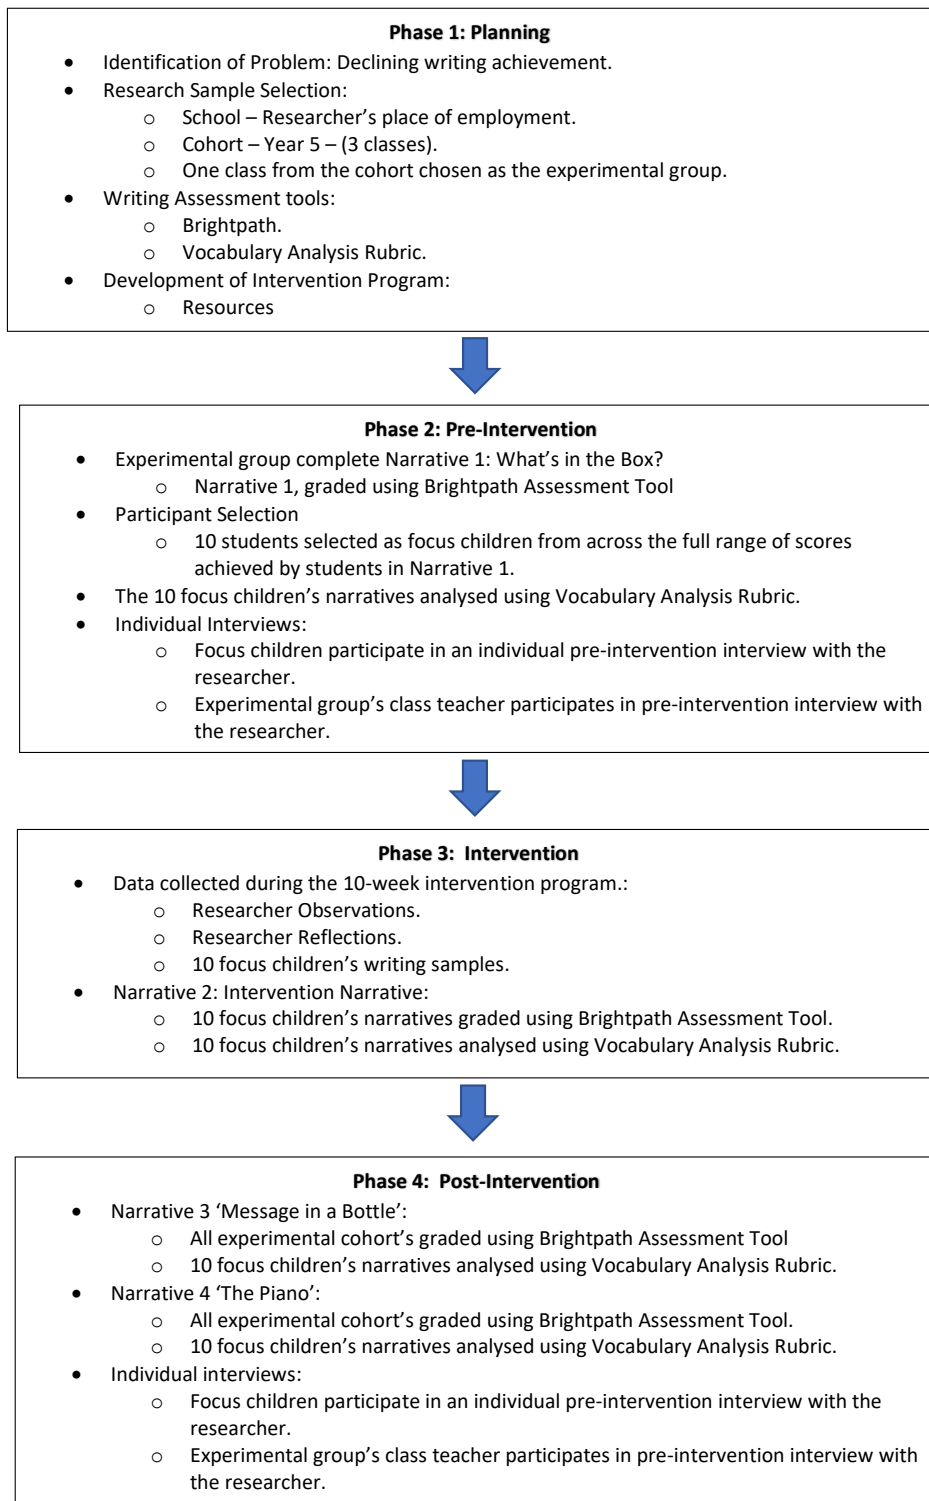 Phase 1: Planning
• Identification of Problem: Declining writing achievement.
• Research Sample Selection:
o School – Researcher's place of employment.
o Cohort – Year 5 – (3 classes).
o One class from the cohort chosen as the experimental group.
• Writing Assessment tools:
o Brightpath.
o Vocabulary Analysis Rubric.
• Development of Intervention Program:
o Resources
Phase 2: Pre-Intervention
• Experimental group complete Narrative 1: What's in the Box?
o Narrative 1, graded using Brightpath Assessment Tool
• Participant Selection
o 10 students selected as focus children from across the full range of scores
achieved by students in Narrative 1.
• The 10 focus children's narratives analysed using Vocabulary Analysis Rubric.
• Individual Interviews:
o Focus children participate in an individual pre-intervention interview with the
researcher.
o Experimental group's class teacher participates in pre-intervention interview with
the researcher.
Phase 3: Intervention
• Data collected during the 10-week intervention program.:
o Researcher Observations.
o Researcher Reflections.
o 10 focus children's writing samples.
• Narrative 2: Intervention Narrative:
o 10 focus children's narratives graded using Brightpath Assessment Tool.
o 10 focus children's narratives analysed using Vocabulary Analysis Rubric.
Phase 4: Post-Intervention
• Narrative 3 'Message in a Bottle':
o All experimental cohort's graded using Brightpath Assessment Tool
o 10 focus children's narratives analysed using Vocabulary Analysis Rubric.
• Narrative 4 'The Piano':
o All experimental cohort's graded using Brightpath Assessment Tool.
o 10 focus children's narratives analysed using Vocabulary Analysis Rubric.
• Individual interviews:
o Focus children participate in an individual pre-intervention interview with the
researcher.
o Experimental group's class teacher participates in pre-intervention interview with
the researcher.